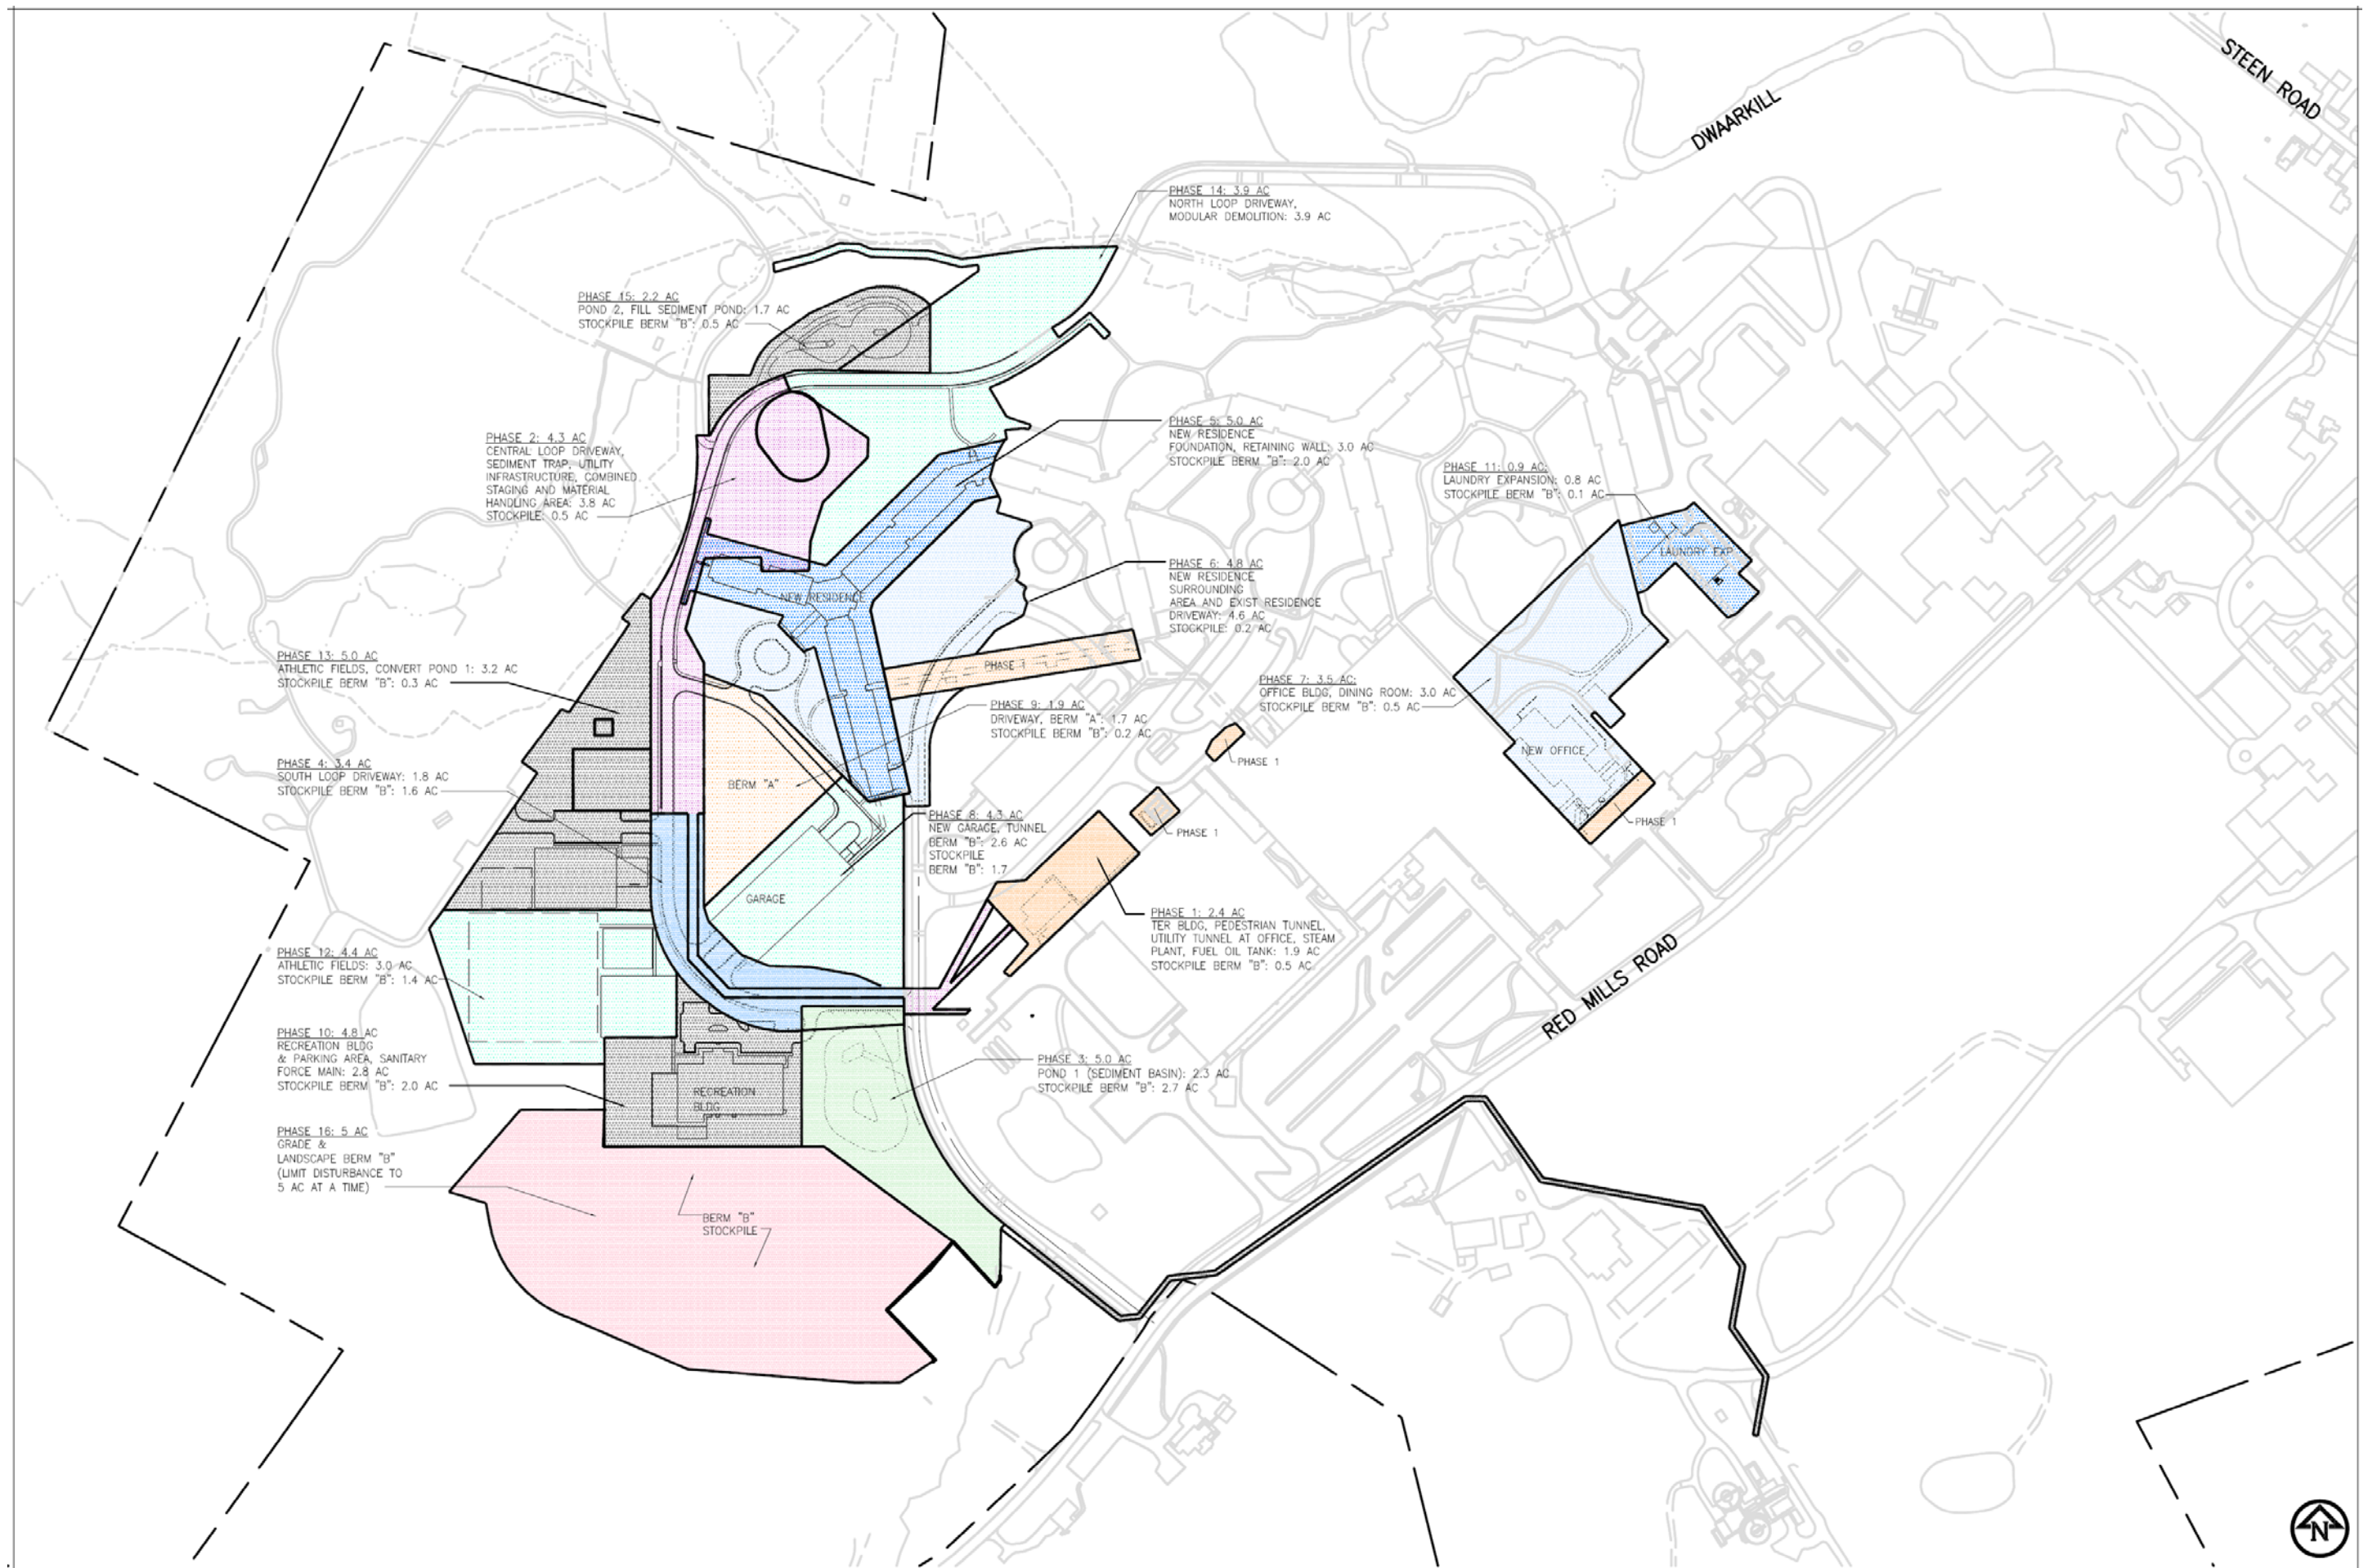 STEEN ROAD
DWAARKILL
PHASE 14: 3.9 AC
NORTH LOOP DRIVEWAY,
MODULAR DEMOLITION: 3.9 AC
PHASE 15: 2.2 AC
POND 2, FILL SEDIMENT POND: 1.7 AC
STOCKPILE BERM "B": 0.5 AC
PHASE 2: 4.3 AC
CENTRAL LOOP DRIVEWAY,
SEDIMENT TRAP, UTILITY
INFRASTRUCTURE, COMBINED
STAGING AND MATERIAL
HANDLING AREA: 3.8 AC
STOCKPILE: 0.5 AC
PHASE 5: 5.0 AC
NEW RESIDENCE
FOUNDATION, RETAINING WALL: 3.0 AC
STOCKPILE BERM "B": 2.0 AC
PHASE 11: 0.9 AC:
LAUNDRY EXPANSION: 0.8 AC
STOCKPILE BERM "B": 0.1 AC
LAUNDRY EXP
PHASE 6: 4.8 AC
NEW RESIDENCE
SURROUNDING
AREA AND EXIST RESIDENCE
DRIVEWAY: 4.6 AC
STOCKPILE: 0.2 AC
NEW RESIDENCE
PHASE 13: 5.0 AC
ATHLETIC FIELDS, CONVERT POND 1: 3.2 AC
STOCKPILE BERM "B": 0.3 AC
PHASE 1
PHASE 7: 3.5 AC:
OFFICE BLDG, DINING ROOM: 3.0 AC
STOCKPILE BERM "B": 0.5 AC
PHASE 9: 1.9 AC
DRIVEWAY, BERM "A": 1.7 AC
STOCKPILE BERM "B": 0.2 AC
NEW OFFICE
PHASE 1
PHASE 4: 3.4 AC
SOUTH LOOP DRIVEWAY: 1.8 AC
STOCKPILE BERM "B": 1.6 AC
BERM "A"
PHASE 8: 4.3 AC
NEW GARAGE, TUNNEL
BERM "B": 2.6 AC
STOCKPILE
BERM "B": 1.7
PHASE 1
PHASE 1
GARAGE
PHASE 1: 2.4 AC
TER BLDG, PEDESTRIAN TUNNEL,
UTILITY TUNNEL AT OFFICE, STEAM
PLANT, FUEL OIL TANK: 1.9 AC
STOCKPILE BERM "B": 0.5 AC
RED MILLS ROAD
PHASE 12: 4.4 AC
ATHLETIC FIELDS: 3.0 AC
STOCKPILE BERM "B": 1.4 AC
PHASE 10: 4.8 AC
RECREATION BLDG
& PARKING AREA, SANITARY
FORCE MAIN: 2.8 AC
STOCKPILE BERM "B": 2.0 AC
PHASE 3: 5.0 AC
POND 1 (SEDIMENT BASIN): 2.3 AC
STOCKPILE BERM "B": 2.7 AC
RECREATION
BLDG
PHASE 16: 5 AC
GRADE &
LANDSCAPE BERM "B"
(LIMIT DISTURBANCE TO
5 AC AT A TIME)
BERM "B"
STOCKPILE
N